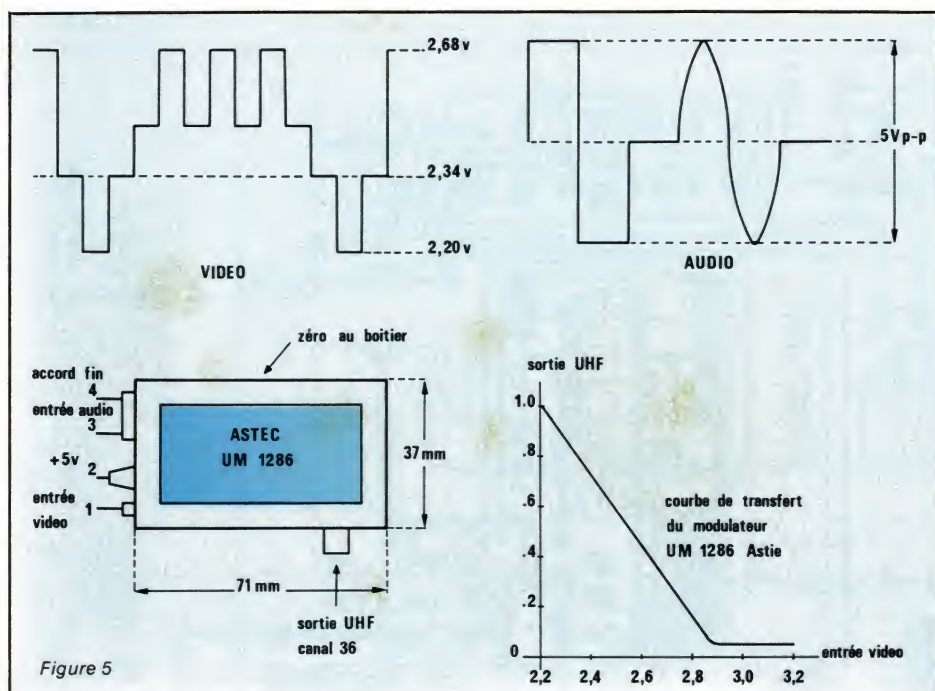 2,68 v
2,34 v
2,20 v
VIDEO
5V p-p
AUDIO
zéro au boitier
accord fin
4
entrée audio
3
+5v
2
entrée
video
1
ASTEC
UM 1286
37 mm
71 mm
sortie UHF
canal 36
sortie UHF
1.0
.8
.6
.4
.2
0
courbe de transfert
du modulateur
UM 1286 Astie
entrée video
2,2 2,4 2,6 2,8 3,0 3,2
Figure 5